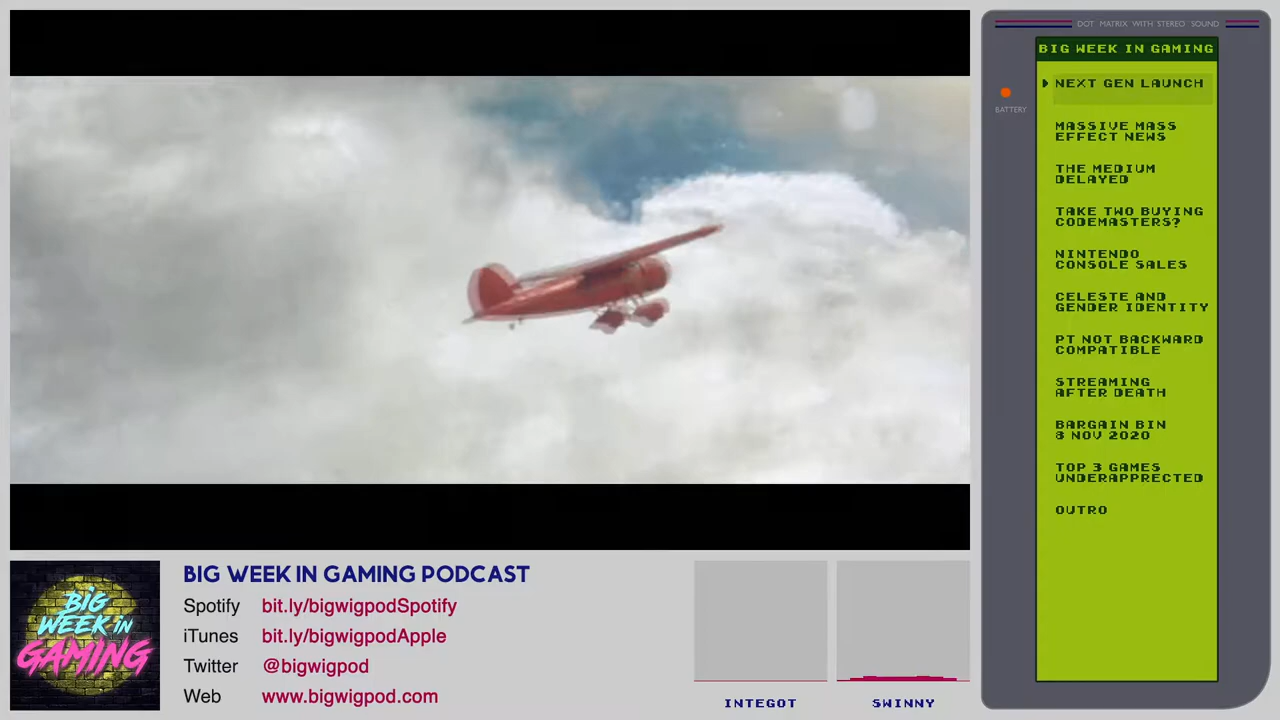 DOT MATRIX WITH STEREO SOUND
BIG WEEK IN GAMING
NEXT GEN LAUNCH
BATTERY
MASSIVE MASS
EFFECT NEWS
THE MEDIUM
DELAYED
TAKE TWO BUYING
CODEMASTERS?
NINTENDO
CONSOLE SALES
CELESTE AND
GENDER IDENTITY
PT NOT BACKWARD
COMPATIBLE
STREAMING
AFTER DEATH
BARGAIN BIN
8 NOV 2020
TOP 3 GAMES
UNDERAPPRECTED
OUTRO
BIG
WEEK IN
GAMING
BIG WEEK IN GAMING PODCAST
Spotify bit.ly/bigwigpodSpotify
iTunes bit.ly/bigwigpodApple
Twitter @bigwigpod
Web www.bigwigpod.com
INTEGOT
SWINNY